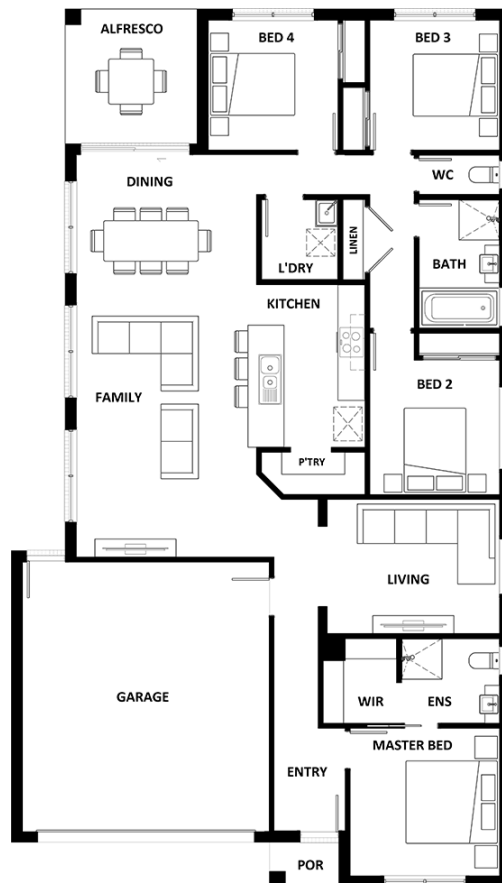 ALFRESCO
BED 4
BED 3
WC
DINING
L'DRY
LINEN
BATH
KITCHEN
FAMILY
BED 2
P'TRY
LIVING
GARAGE
WIR
ENS
MASTER BED
ENTRY
POR